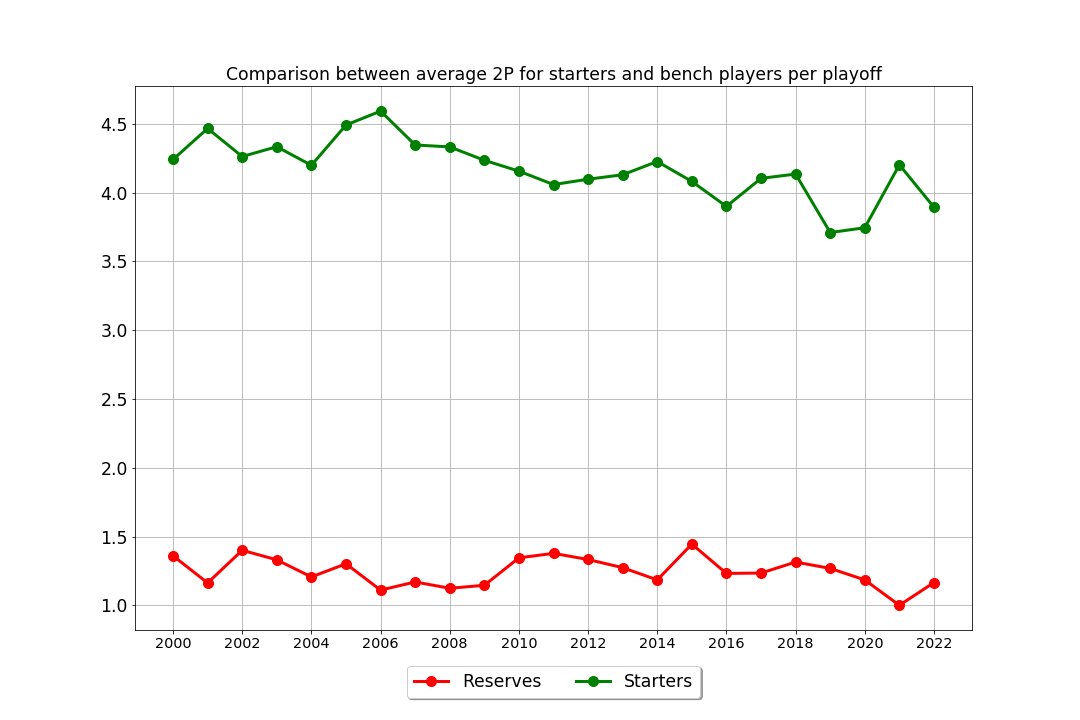 Comparison between average 2P for starters and bench players per playoff
4.5
4.0
3.5
3.0
2.5
2.0
1.5
1.0
2000 2002 2004 2006 2008 2010 2012 2014 2016 2018 2020 2022
Reserves Starters